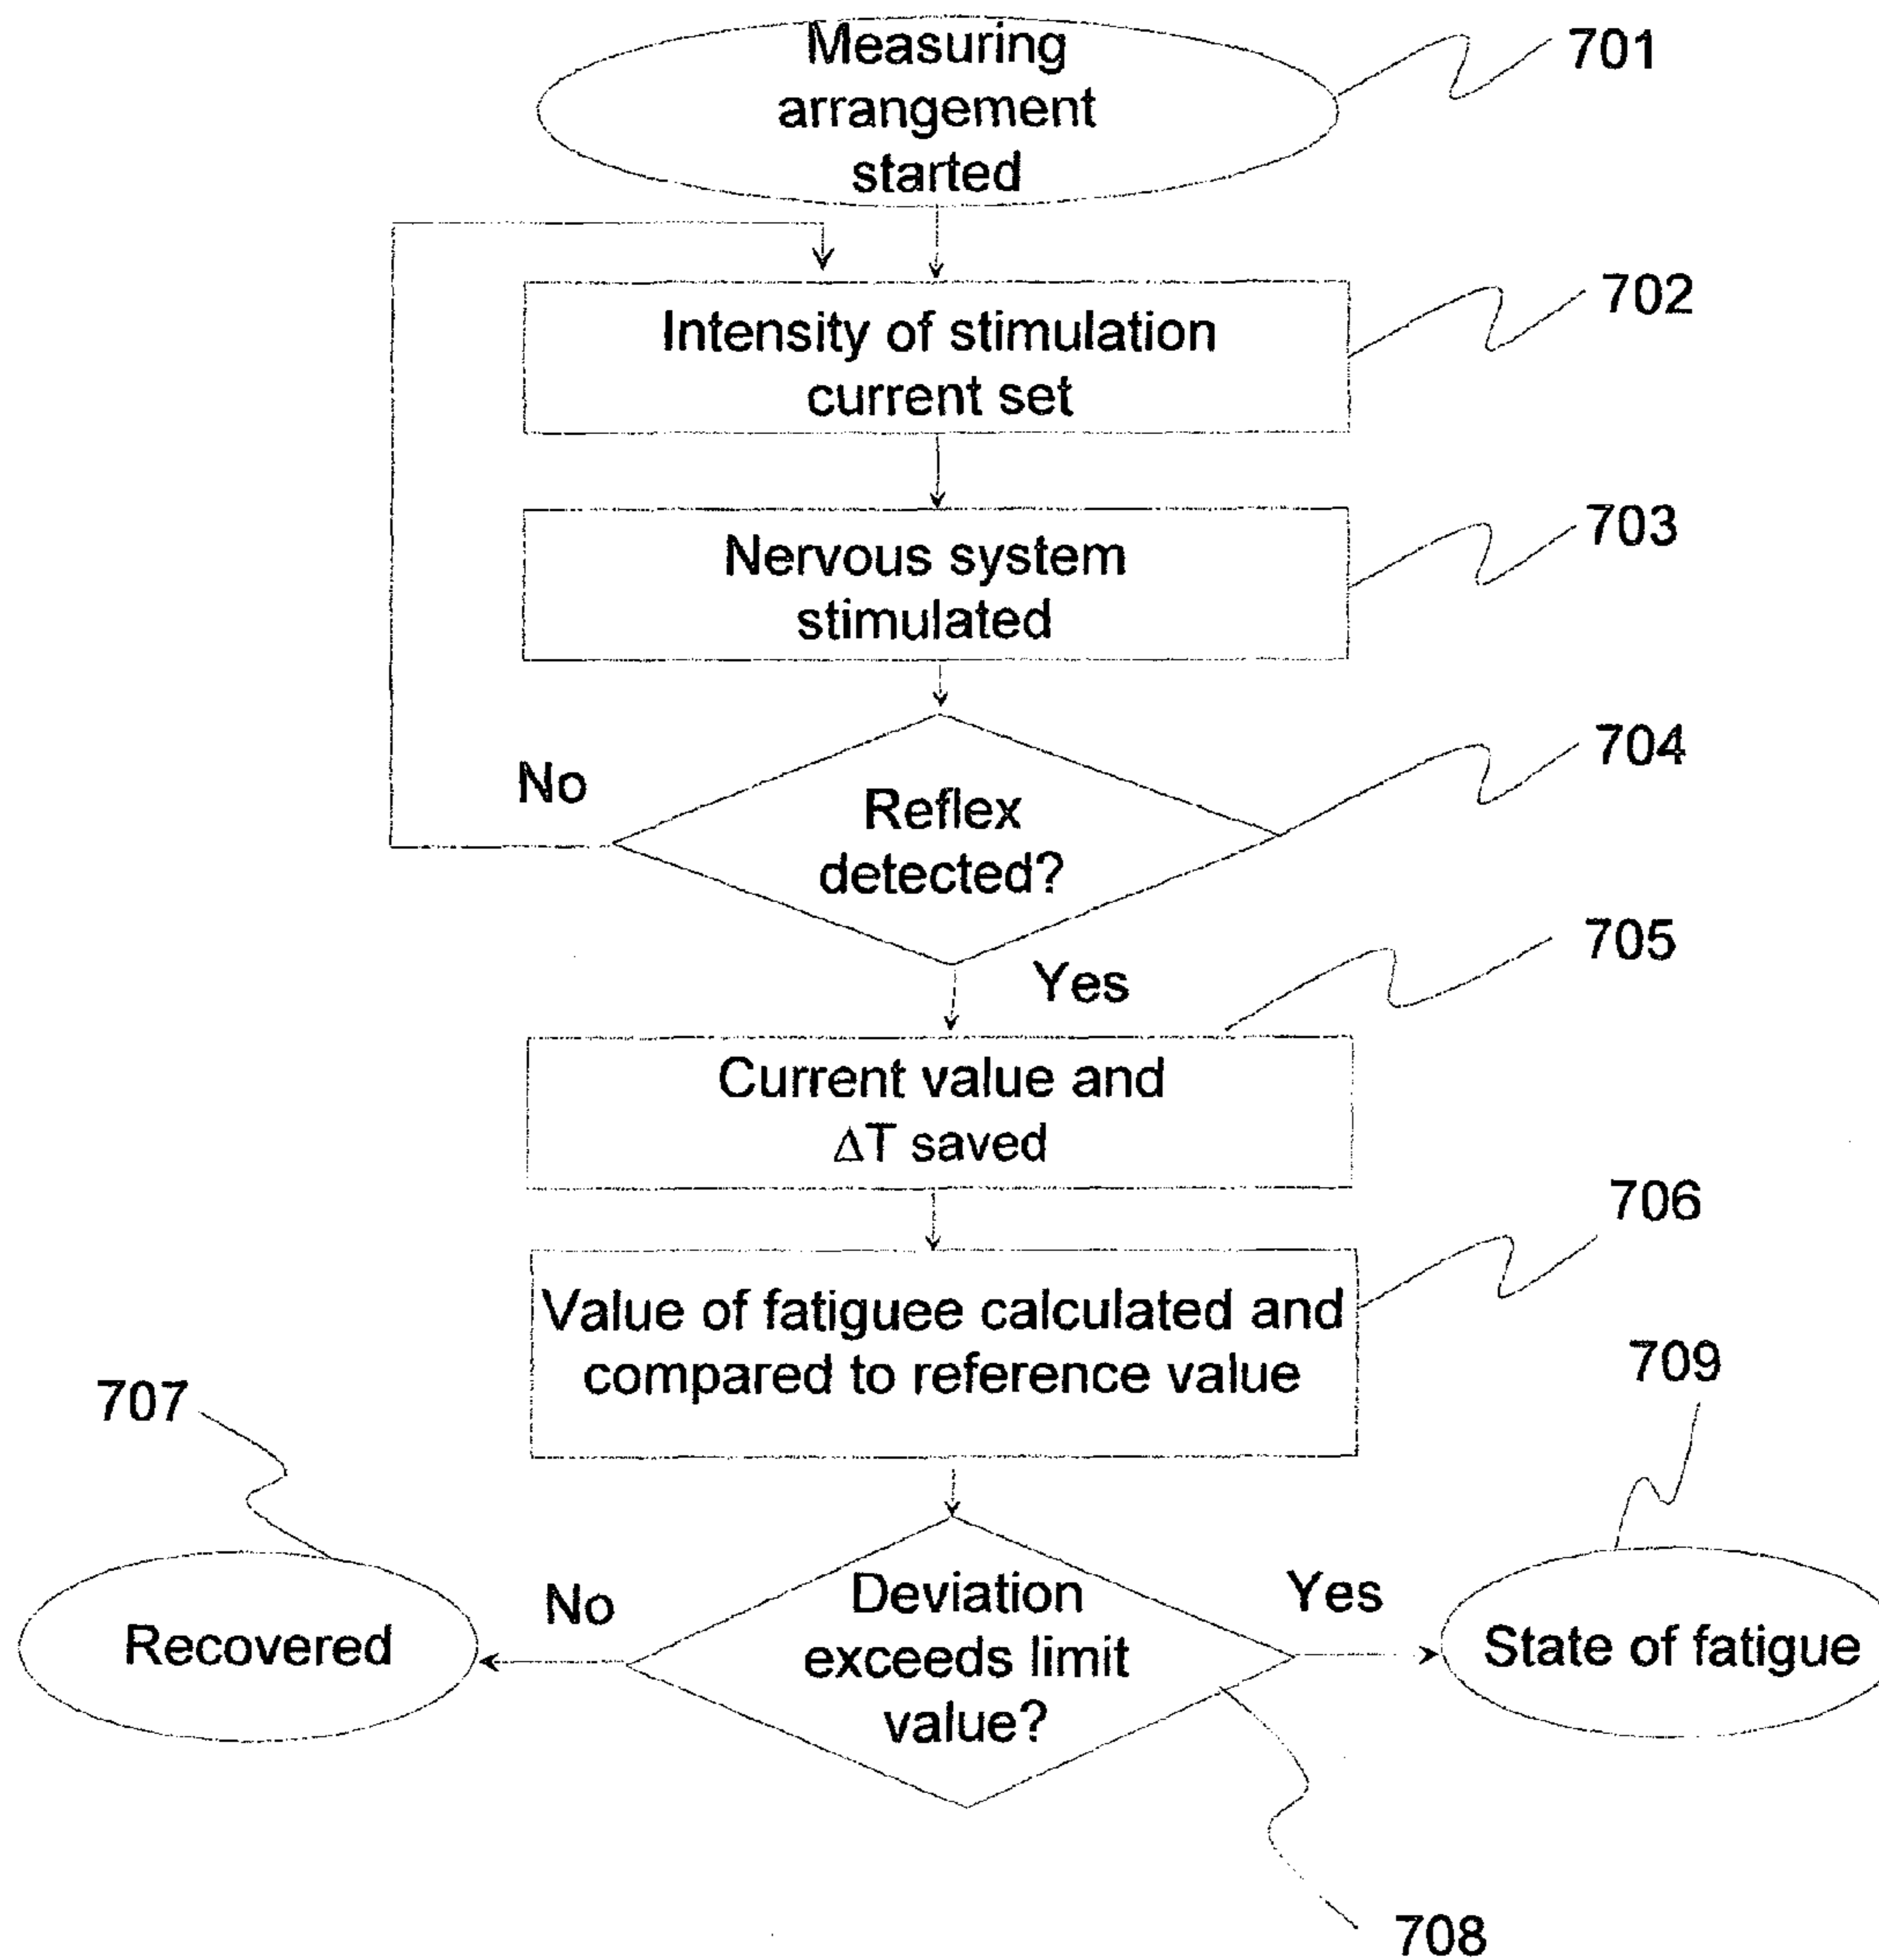 Measuring
arrangement
started
701
Intensity of stimulation
current set
702
Nervous system
stimulated
703
No
Reflex
detected?
704
Yes
705
Current value and
ΔT saved
706
Value of fatiguee calculated and
compared to reference value
707
709
Recovered
No
Deviation
exceeds limit
value?
Yes
State of fatigue
708